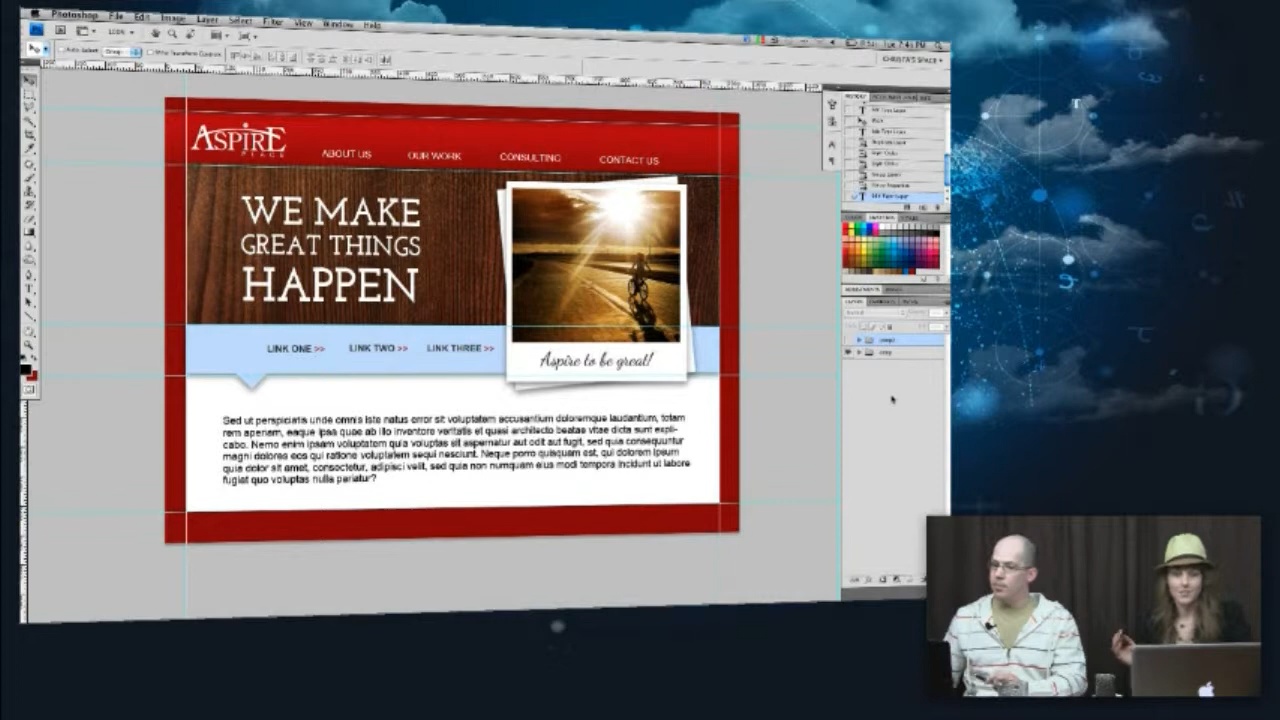 Photoshop File Edit Image Layer Select Filter View Window Help
CHRISTA'S SPACE
ASPIRE
PLACE
ABOUT US OUR WORK CONSULTING CONTACT US
WE MAKE
GREAT THINGS
HAPPEN
LINK ONE >> LINK TWO >> LINK THREE >>
Aspire to be great!
Sed ut perspiciatis unde omnis iste natus error sit voluptatem accusantium doloremque laudantium, totam
rem aperiam, eaque ipsa quae ab illo inventore veritatis et quasi architecto beatae vitae dicta sunt expli-
cabo. Nemo enim ipsam voluptatem quia voluptas sit aspernatur aut odit aut fugit, sed quia consequuntur
magni dolores eos qui ratione voluptatem sequi nesciunt. Neque porro quisquam est, qui dolorem ipsum
quia dolor sit amet, consectetur, adipisci velit, sed quia non numquam eius modi tempora incidunt ut labore
fugiat quo voluptas nulla pariatur?